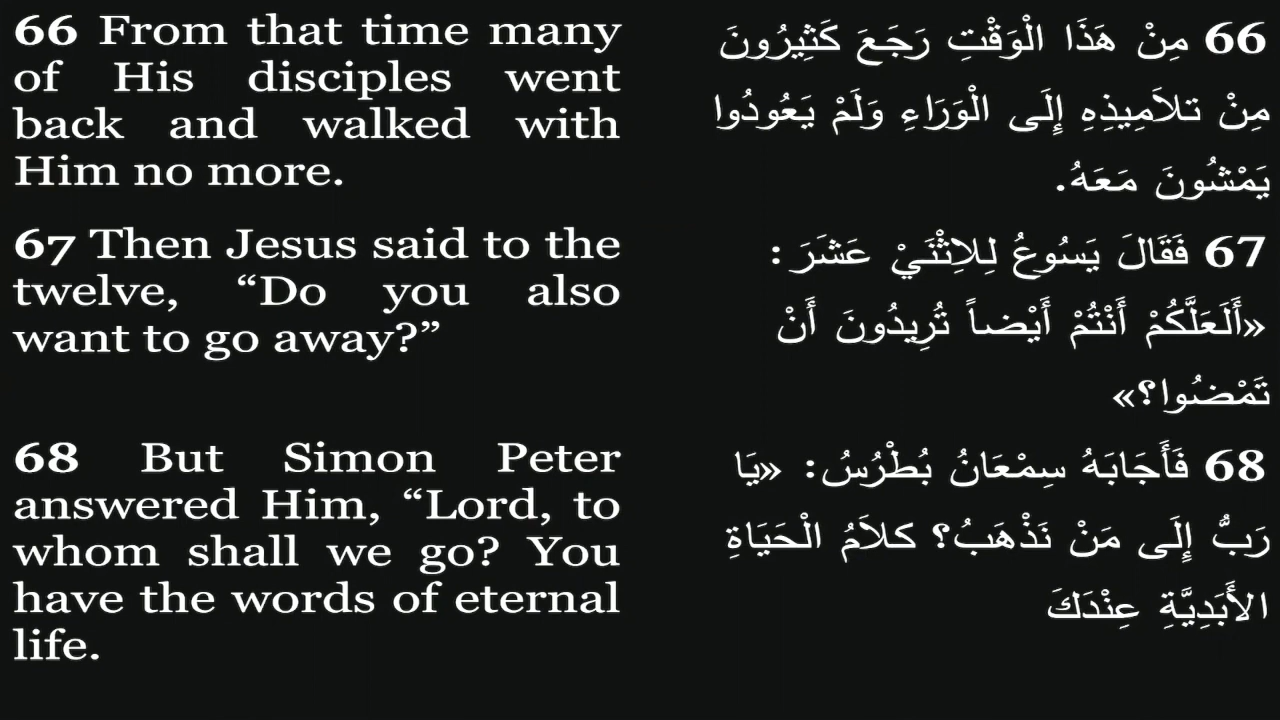 66 From that time many
of His disciples went
back and walked with
Him no more.
67 Then Jesus said to the
twelve, “Do you also
want to go away?”
68 But Simon Peter
answered Him, “Lord, to
whom shall we go? You
have the words of eternal
life.
66 مِنْ هَذَا الْوَقْتِ رَجَعَ كَثِيرُونَ
مِنْ تلاَمِيذِهِ إِلَى الْوَرَاءِ وَلَمْ يَعُودُوا
يَمْشُونَ مَعَهُ.
67 فَقَالَ يَسُوعُ لِلاِثْنَيْ عَشَرَ:
«أَلَعَلَّكُمْ أَنْتُمْ أَيْضاً تُرِيدُونَ أَنْ
تَمْضُوا؟»
68 فَأَجَابَهُ سِمْعَانُ بُطْرُسُ: «يَا
رَبُّ إِلَى مَنْ نَذْهَبُ؟ كلاَمُ الْحَيَاةِ
الأَبَدِيَّةِ عِنْدَكَ